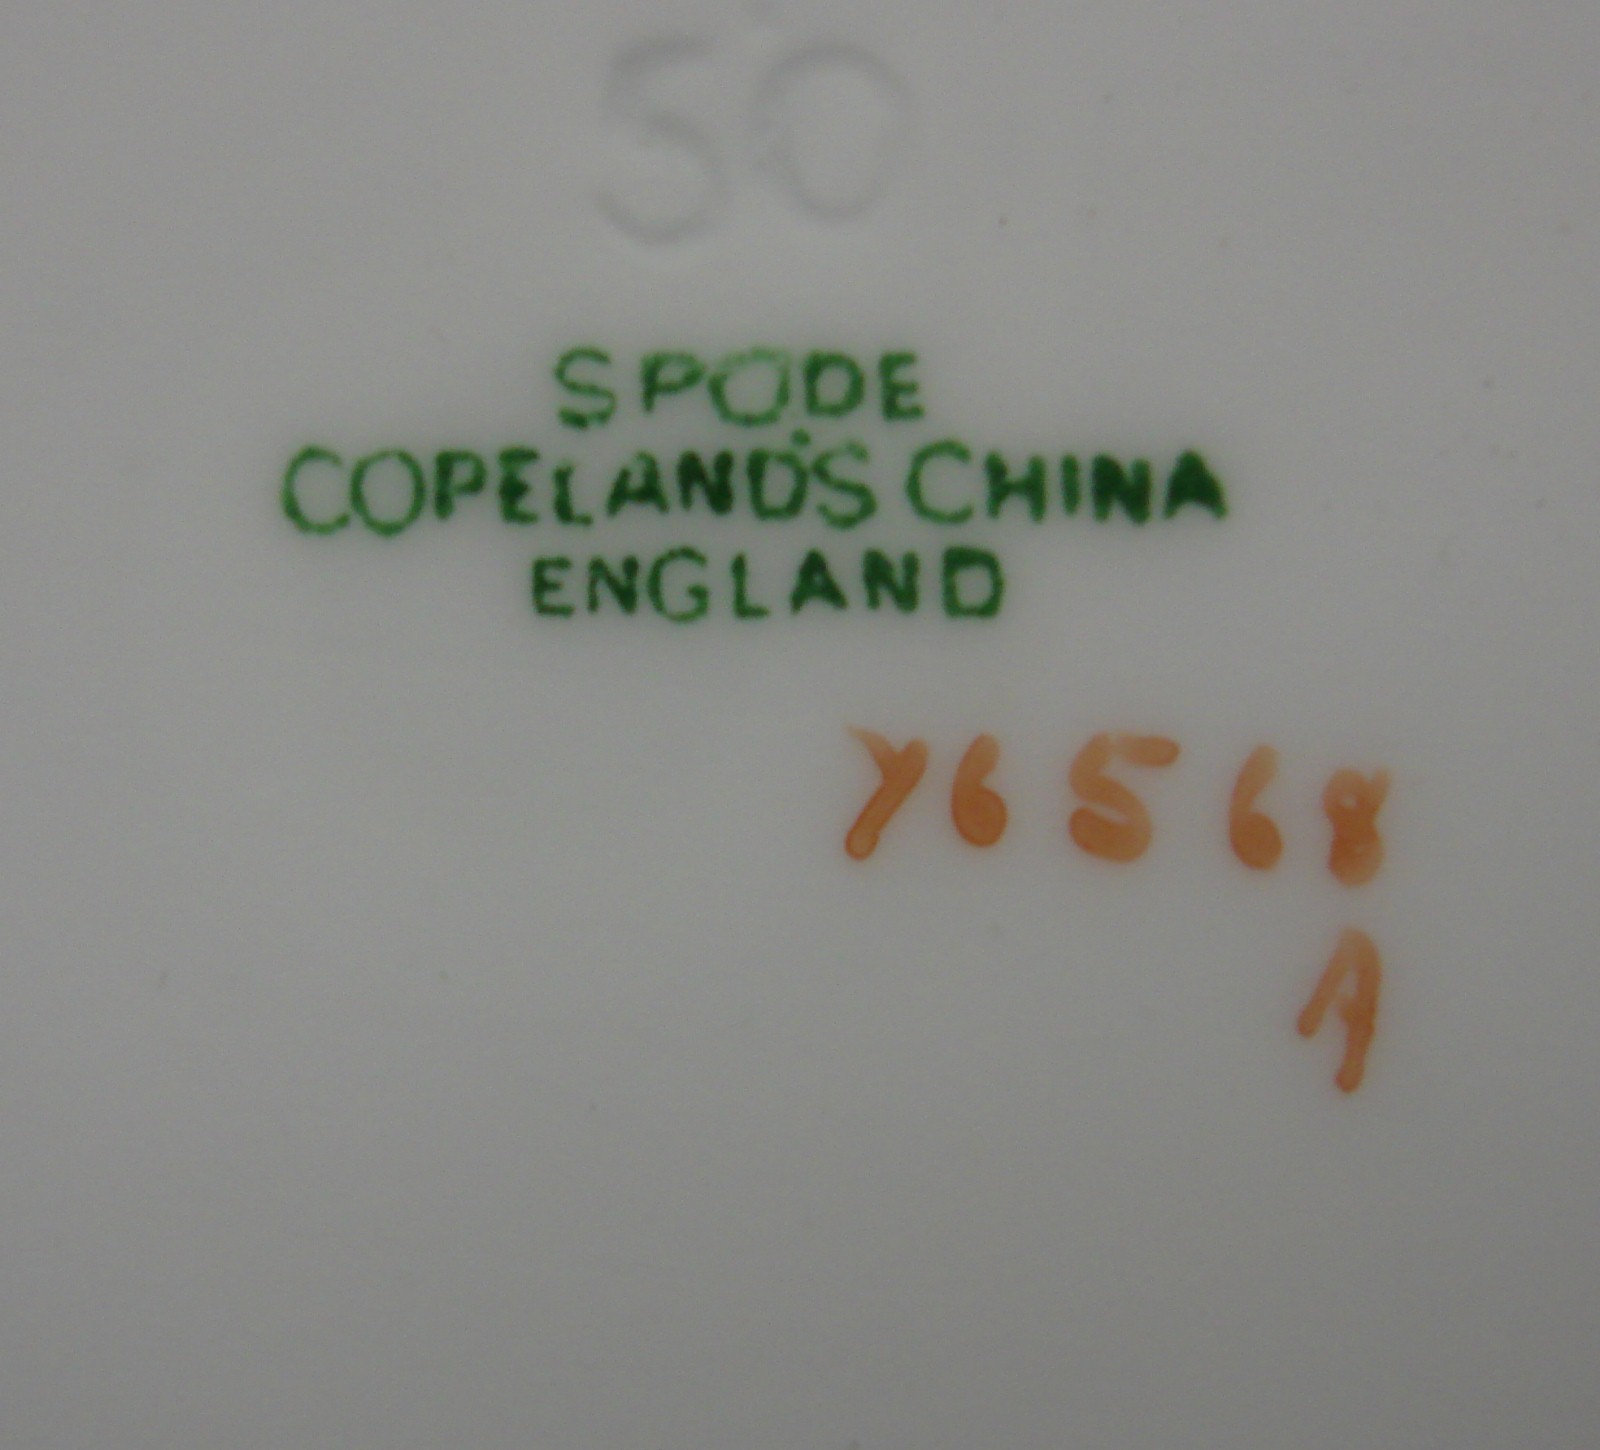 50
SPODE
COPELAND'S CHINA
ENGLAND
Y6568
A